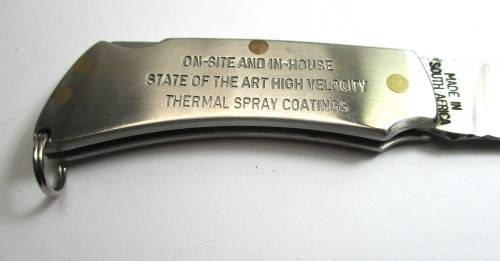 ON-SITE AND IN-HOUSE
STATE OF THE ART HIGH VELOCITY
THERMAL SPRAY COATINGS
MADE IN
SOUTH AFRICA